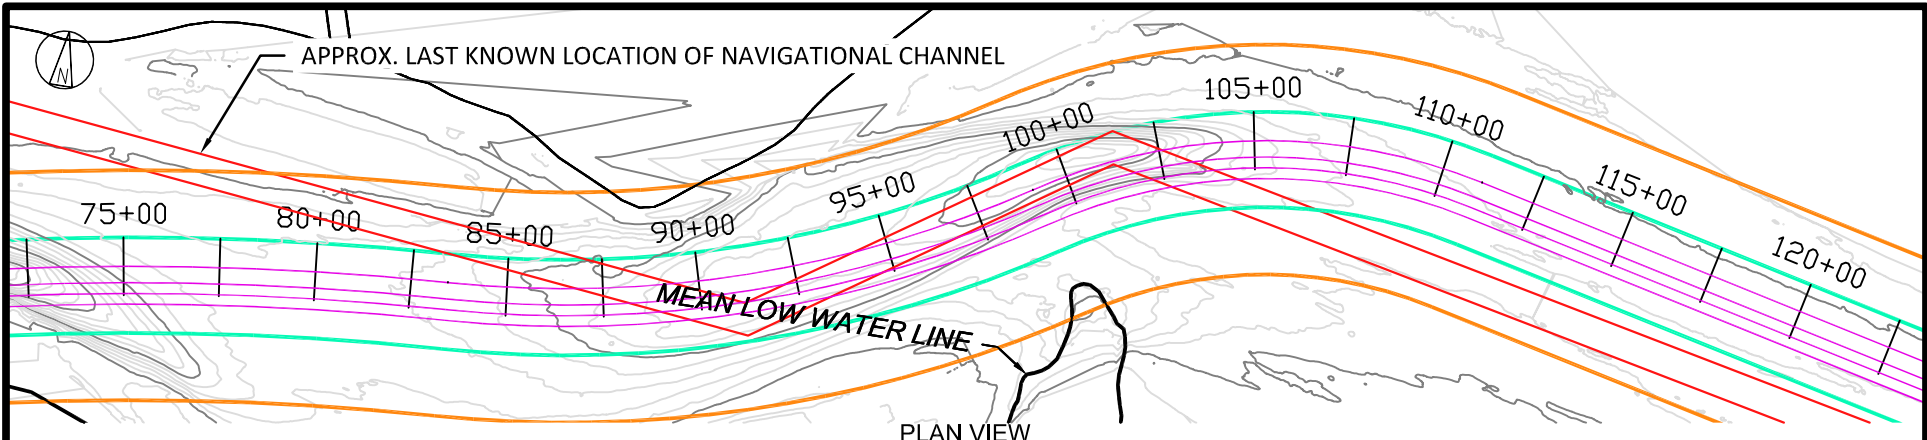 N
APPROX. LAST KNOWN LOCATION OF NAVIGATIONAL CHANNEL
75+00
80+00
85+00
90+00
95+00
100+00
105+00
110+00
115+00
120+00
MEAN LOW WATER LINE
PLAN VIEW